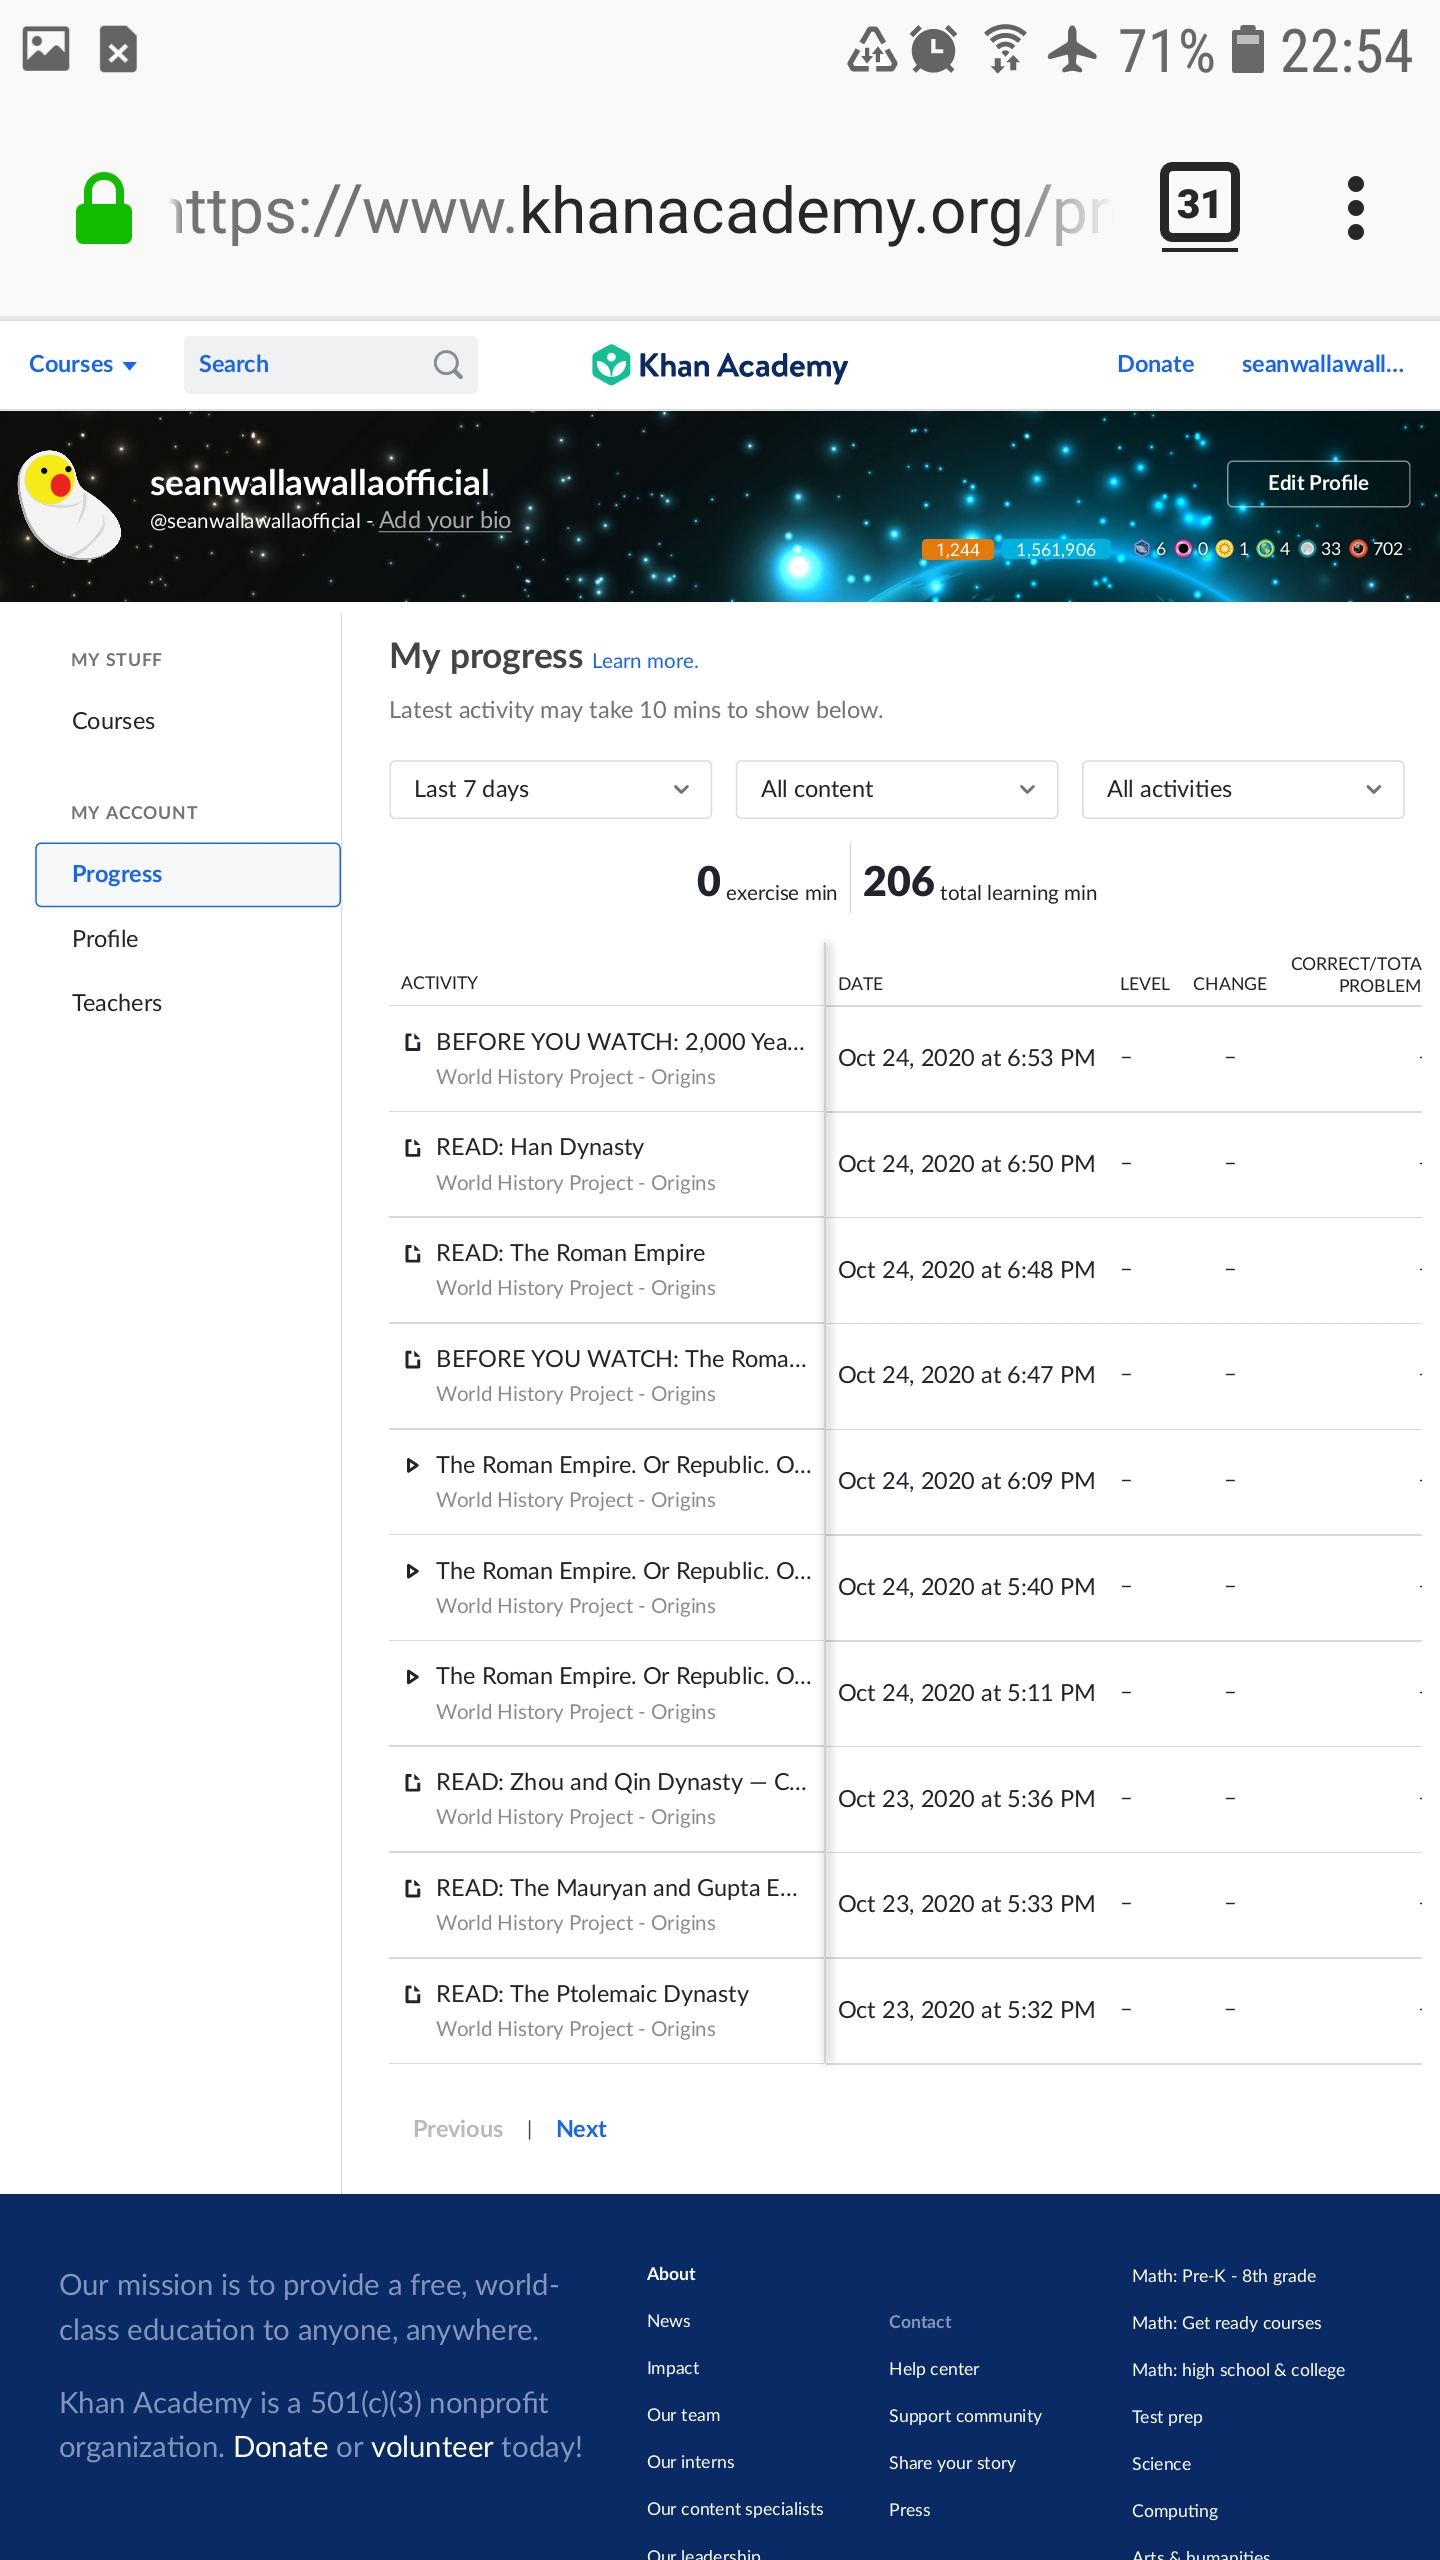 71% 22:54
https://www.khanacademy.org/pr
31
Courses
Search
Khan Academy
Donate
seanwallawall...
seanwallawallaofficial
@seanwallawallaofficial - Add your bio
Edit Profile
1,244 1,561,906 6 0 1 4 33 702
MY STUFF
Courses
MY ACCOUNT
Progress
Profile
Teachers
My progress Learn more.
Latest activity may take 10 mins to show below.
Last 7 days
All content
All activities
0 exercise min
206 total learning min
ACTIVITY DATE LEVEL CHANGE CORRECT/TOTA
PROBLEM
BEFORE YOU WATCH: 2,000 Yea...
World History Project - Origins
Oct 24, 2020 at 6:53 PM – –
READ: Han Dynasty
World History Project - Origins
Oct 24, 2020 at 6:50 PM – –
READ: The Roman Empire
World History Project - Origins
Oct 24, 2020 at 6:48 PM – –
BEFORE YOU WATCH: The Roma...
World History Project - Origins
Oct 24, 2020 at 6:47 PM – –
The Roman Empire. Or Republic. O...
World History Project - Origins
Oct 24, 2020 at 6:09 PM – –
The Roman Empire. Or Republic. O...
World History Project - Origins
Oct 24, 2020 at 5:40 PM – –
The Roman Empire. Or Republic. O...
World History Project - Origins
Oct 24, 2020 at 5:11 PM – –
READ: Zhou and Qin Dynasty — C...
World History Project - Origins
Oct 23, 2020 at 5:36 PM – –
READ: The Mauryan and Gupta E...
World History Project - Origins
Oct 23, 2020 at 5:33 PM – –
READ: The Ptolemaic Dynasty
World History Project - Origins
Oct 23, 2020 at 5:32 PM – –
Previous | Next
Our mission is to provide a free, world-
class education to anyone, anywhere.
Khan Academy is a 501(c)(3) nonprofit
organization. Donate or volunteer today!
About
News
Impact
Our team
Our interns
Our content specialists
Our leadership
Contact
Help center
Support community
Share your story
Press
Math: Pre-K - 8th grade
Math: Get ready courses
Math: high school & college
Test prep
Science
Computing
Arts & humanities